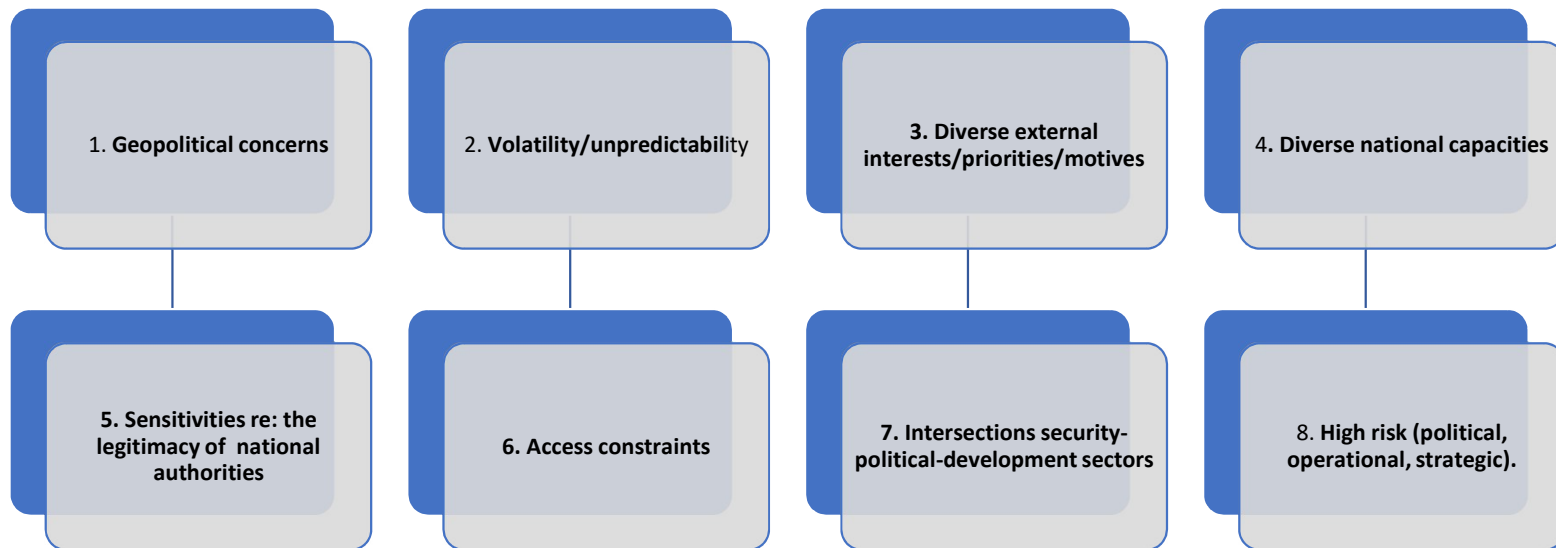 1. Geopolitical concerns
2. Volatility/unpredictability
3. Diverse external
interests/priorities/motives
4. Diverse national capacities
5. Sensitivities re: the
legitimacy of  national
authorities
6. Access constraints
7. Intersections security-
political-development sectors
8. High risk (political,
operational, strategic).